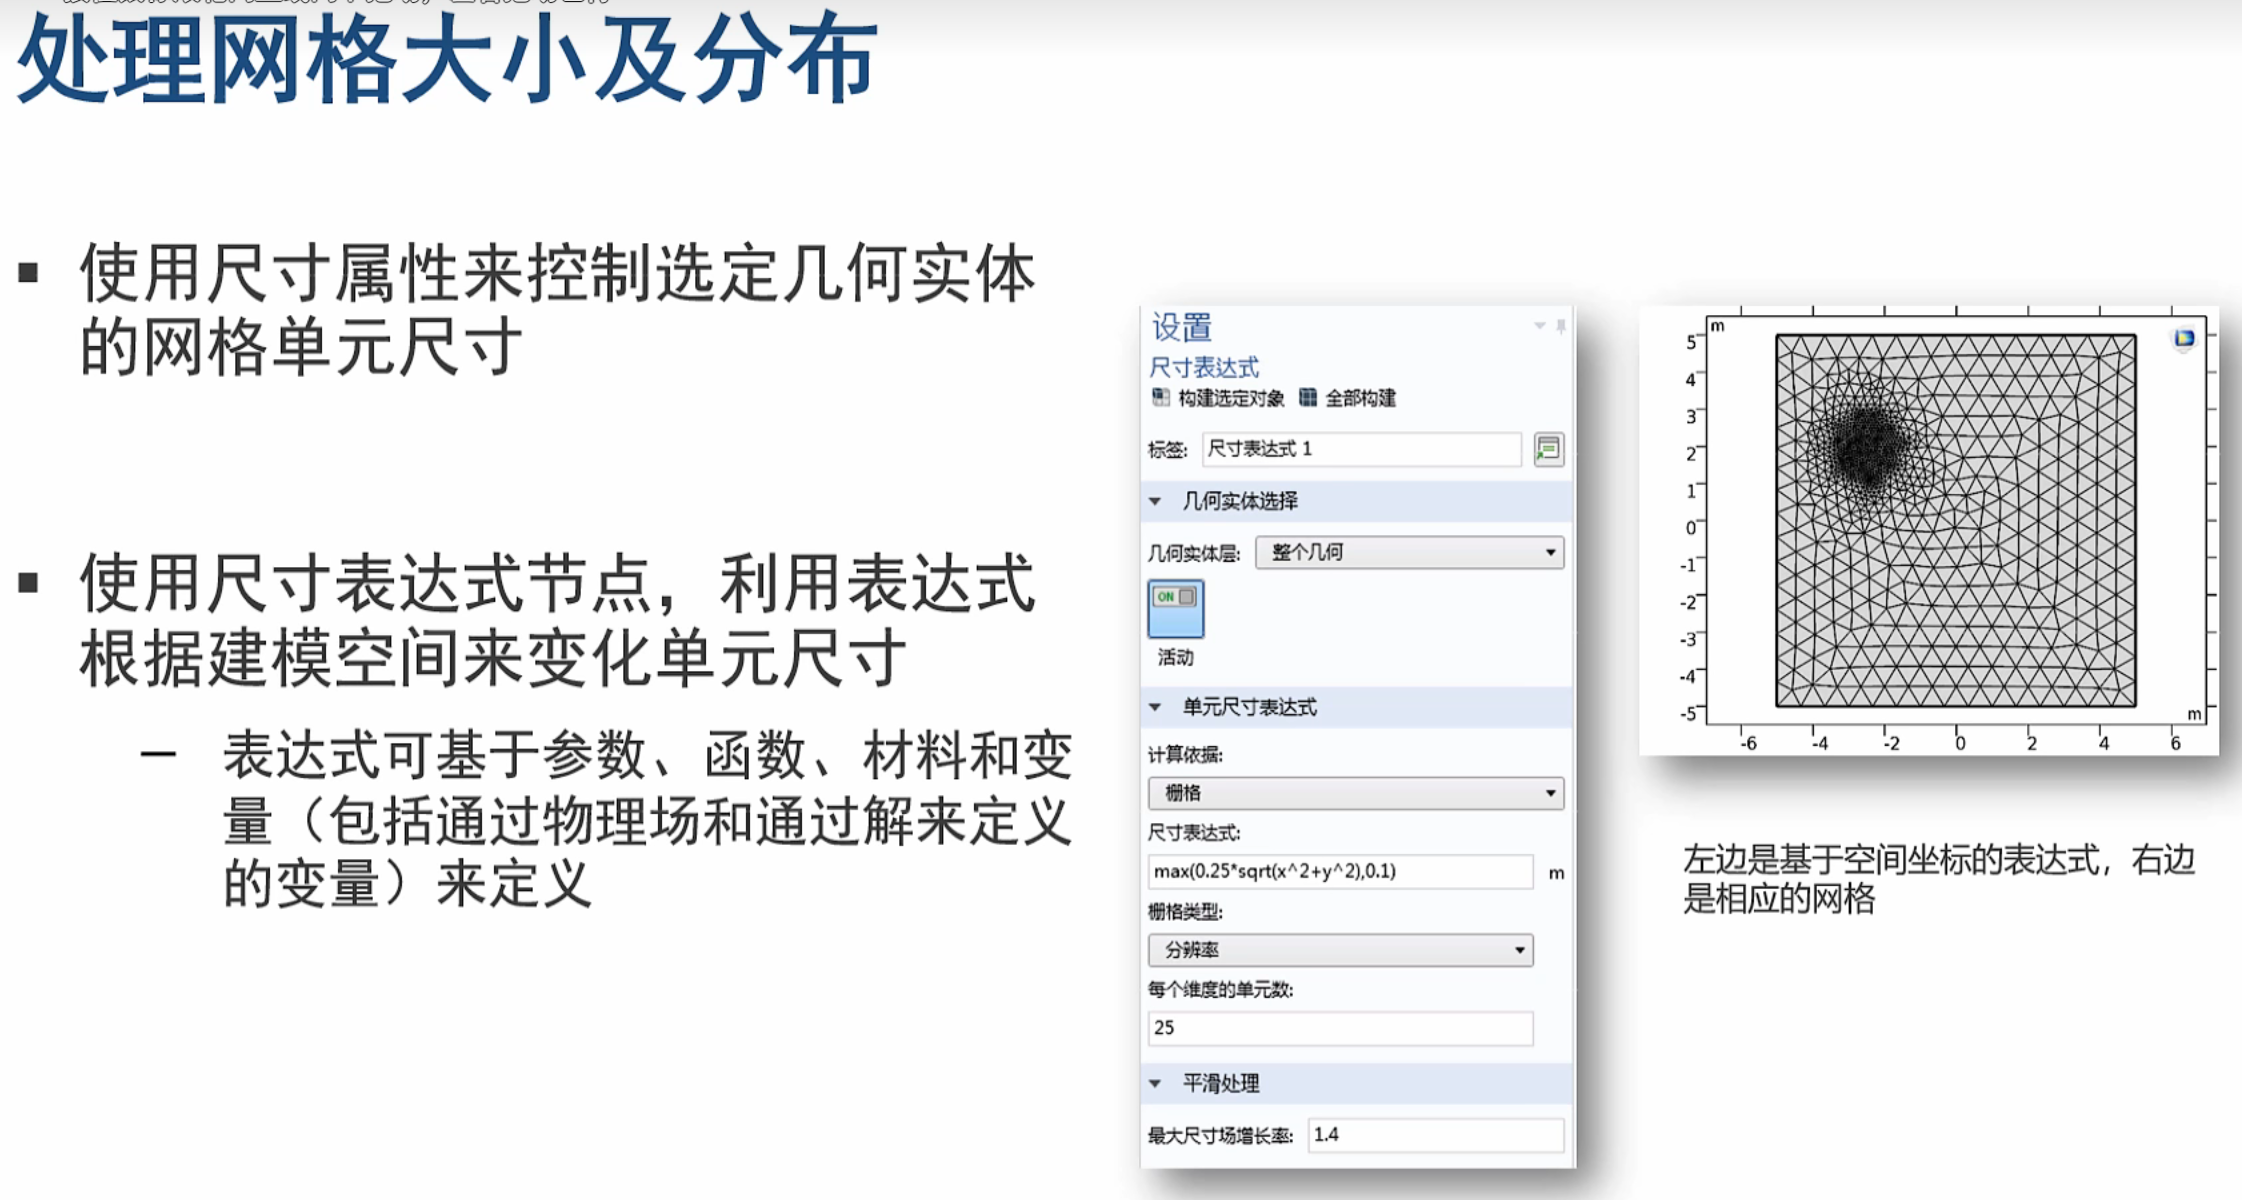 处理网格大小及分布
使用尺寸属性来控制选定几何实体
的网格单元尺寸
使用尺寸表达式节点，利用表达式
根据建模空间来变化单元尺寸
— 表达式可基于参数、函数、材料和变
量（包括通过物理场和通过解来定义
的变量）来定义
设置
尺寸表达式
构建选定对象 全部构建
标签: 尺寸表达式 1
几何实体选择
几何实体层: 整个几何
ON
活动
单元尺寸表达式
计算依据:
栅格
尺寸表达式:
max(0.25*sqrt(x^2+y^2),0.1) m
栅格类型:
分辨率
每个维度的单元数:
25
平滑处理
最大尺寸场增长率: 1.4
m
5
4
3
2
1
0
-1
-2
-3
-4
-5
m
-6 -4 -2 0 2 4 6
左边是基于空间坐标的表达式，右边
是相应的网格